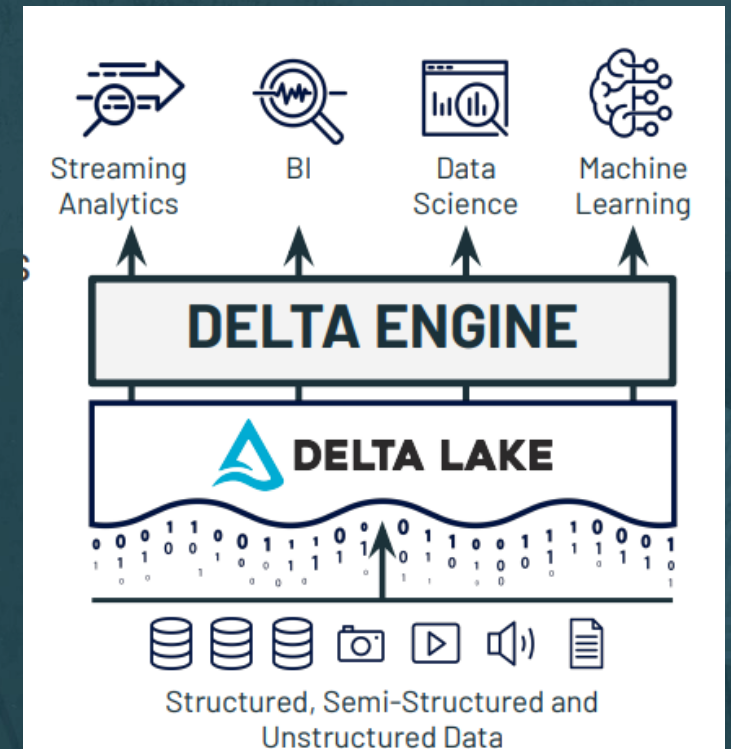 Streaming
Analytics
BI
Data
Science
Machine
Learning
s
DELTA ENGINE
DELTA LAKE
Structured, Semi-Structured and
Unstructured Data